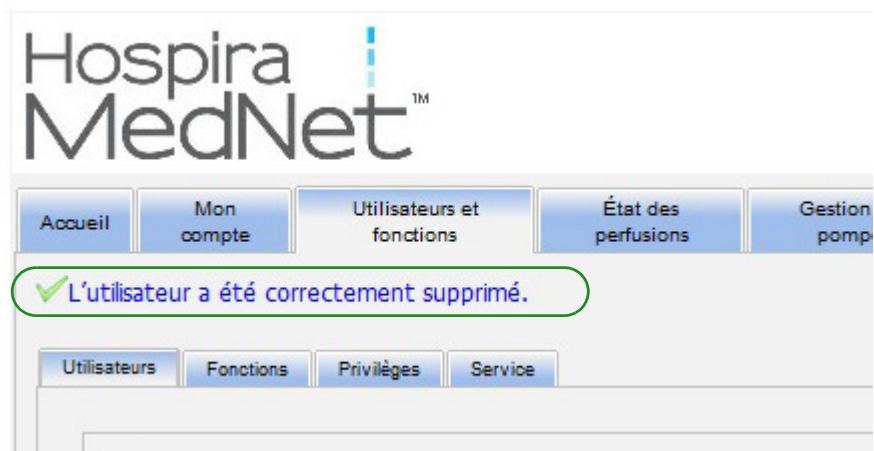 Hospira
MedNet™
Accueil
Mon
compte
Utilisateurs et
fonctions
État des
perfusions
Gestion
L'utilisateur a été correctement supprimé.
Utilisateurs
Fonctions
Privilèges
Service